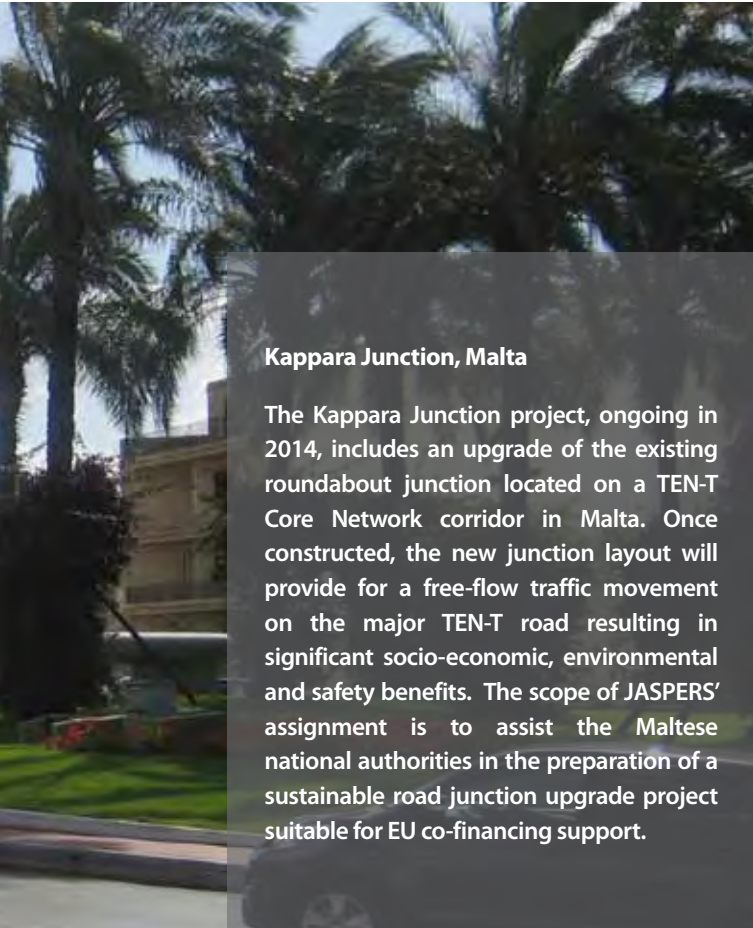 Kappara Junction, Malta
The Kappara Junction project, ongoing in
2014, includes an upgrade of the existing
roundabout junction located on a TEN-T
Core Network corridor in Malta. Once
constructed, the new junction layout will
provide for a free-flow traffic movement
on the major TEN-T road resulting in
significant socio-economic, environmental
and safety benefits.  The scope of JASPERS’
assignment is to assist the Maltese
national authorities in the preparation of a
sustainable road junction upgrade project
suitable for EU co-financing support.